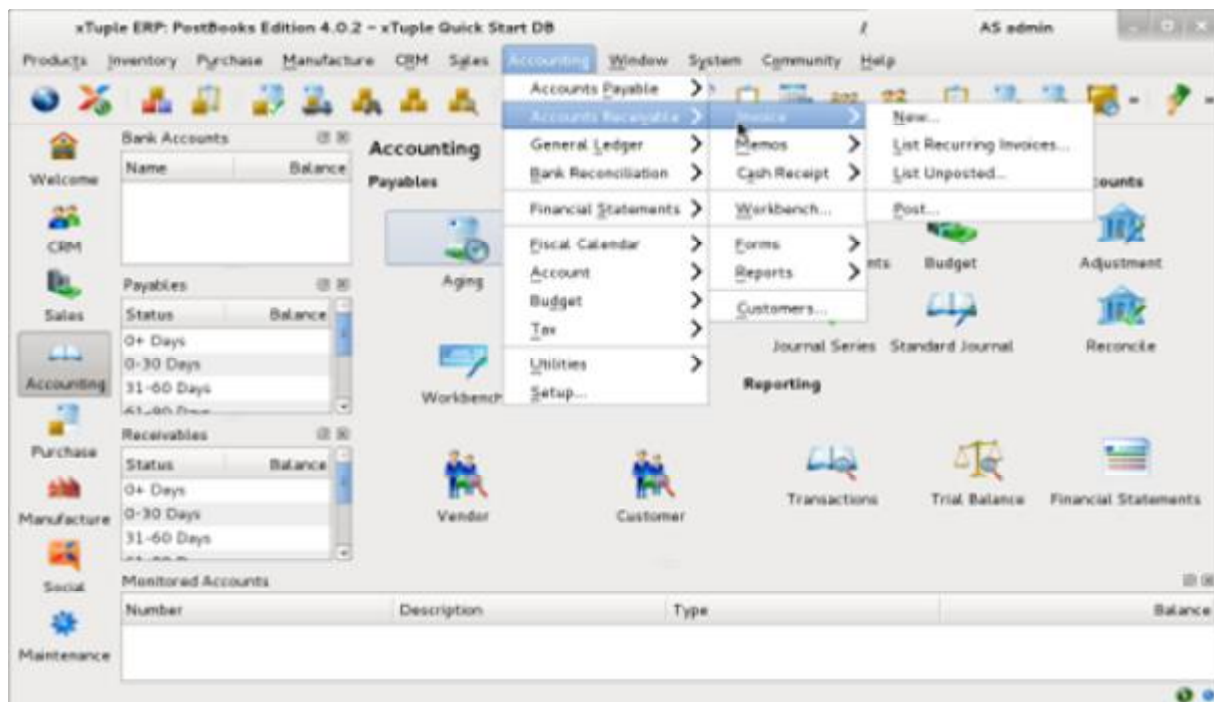 xTuple ERP: PostBooks Edition 4.0.2 - xTuple Quick Start DB / AS admin
Products Inventory Purchase Manufacture CRM Sales Accounting Window System Community Help
Accounts Payable
Accounts Receivable
General Ledger
Bank Reconciliation
Financial Statements
Fiscal Calendar
Account
Budget
Tax
Utilities
Setup...
Invoice
Memos
Cash Receipt
Workbench...
Forms
Reports
Customers...
New...
List Recurring Invoices...
List Unposted...
Post...
Welcome
CRM
Sales
Accounting
Purchase
Manufacture
Social
Maintenance
Bank Accounts
Name Balance
Payables
Status Balance
0+ Days
0-30 Days
31-60 Days
61-90 Days
Receivables
Status Balance
0+ Days
0-30 Days
31-60 Days
Accounting
Payables
Aging
Workbench
Vendor
Customer
counts
nts
Budget
Adjustment
Journal Series
Standard Journal
Reconcile
Reporting
Transactions
Trial Balance
Financial Statements
Monitored Accounts
Number Description Type Balance